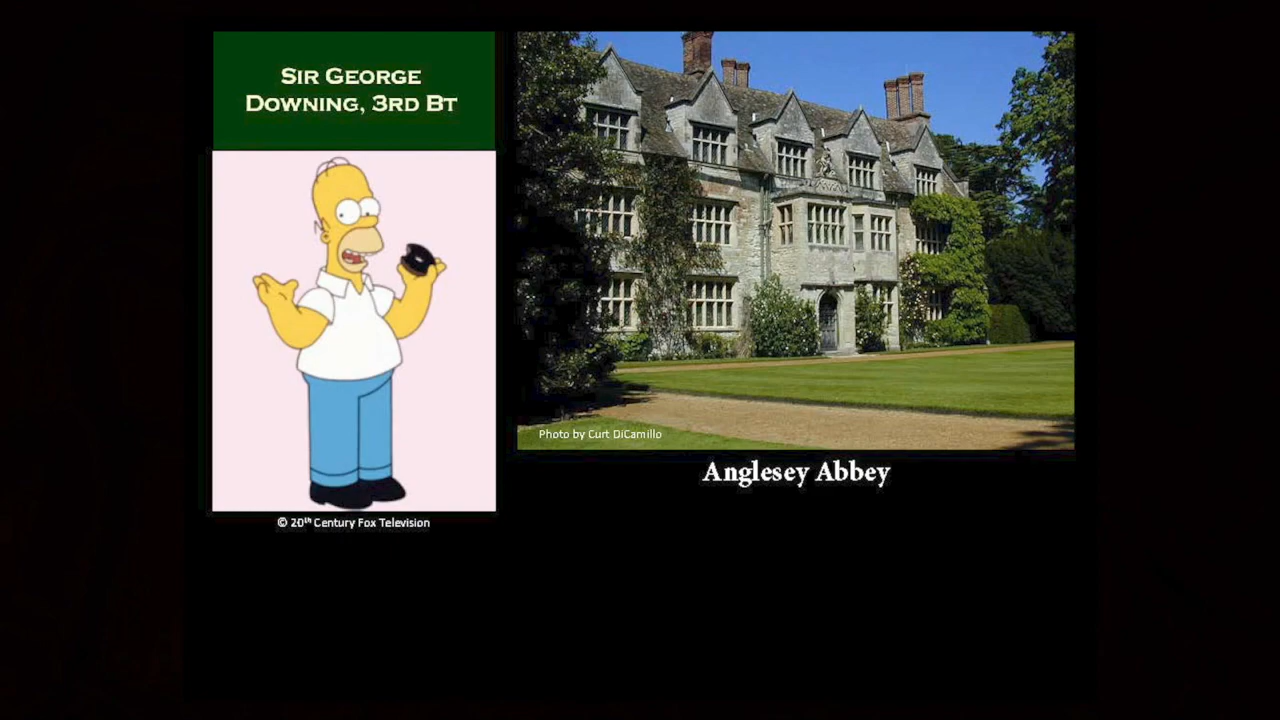 Sir George
Downing, 3rd Bt
Photo by Curt DiCamillo
Anglesey Abbey
© 20th Century Fox Television